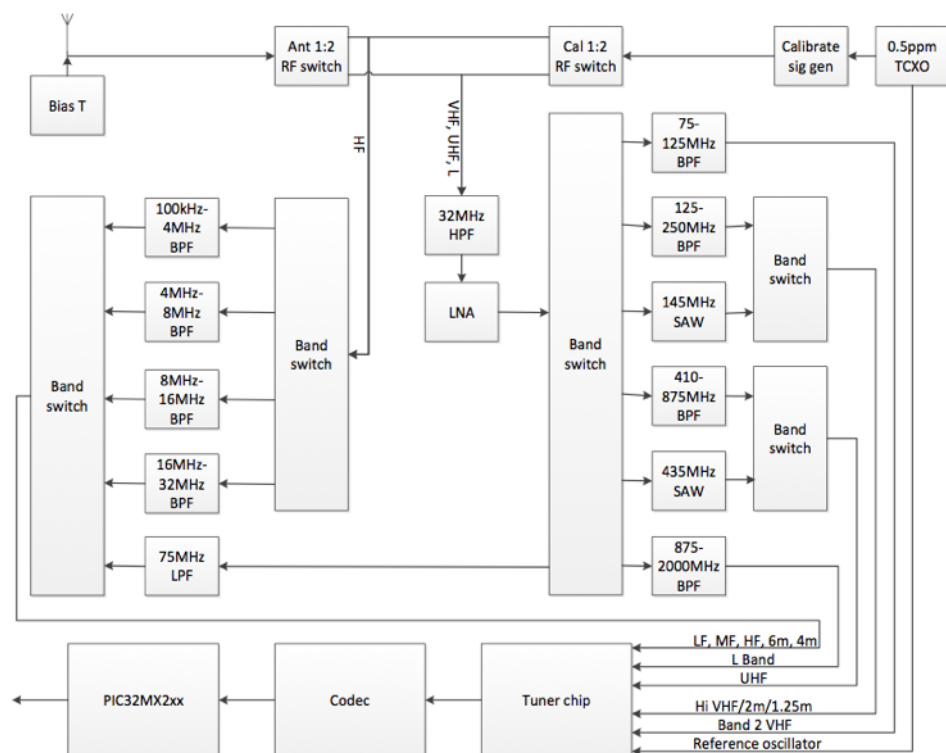 Ant 1:2
RF switch
Cal 1:2
RF switch
Calibrate
sig gen
0.5ppm
TCXO
Bias T
HF
VHF, UHF, L
75-
125MHz
BPF
100kHz-
4MHz
BPF
32MHz
HPF
125-
250MHz
BPF
Band
switch
4MHz-
8MHz
BPF
LNA
145MHz
SAW
Band
switch
Band
switch
Band
switch
8MHz-
16MHz
BPF
410-
875MHz
BPF
Band
switch
16MHz-
32MHz
BPF
435MHz
SAW
75MHz
LPF
875-
2000MHz
BPF
LF, MF, HF, 6m, 4m
L Band
UHF
PIC32MX2xx
Codec
Tuner chip
Hi VHF/2m/1.25m
Band 2 VHF
Reference oscillator